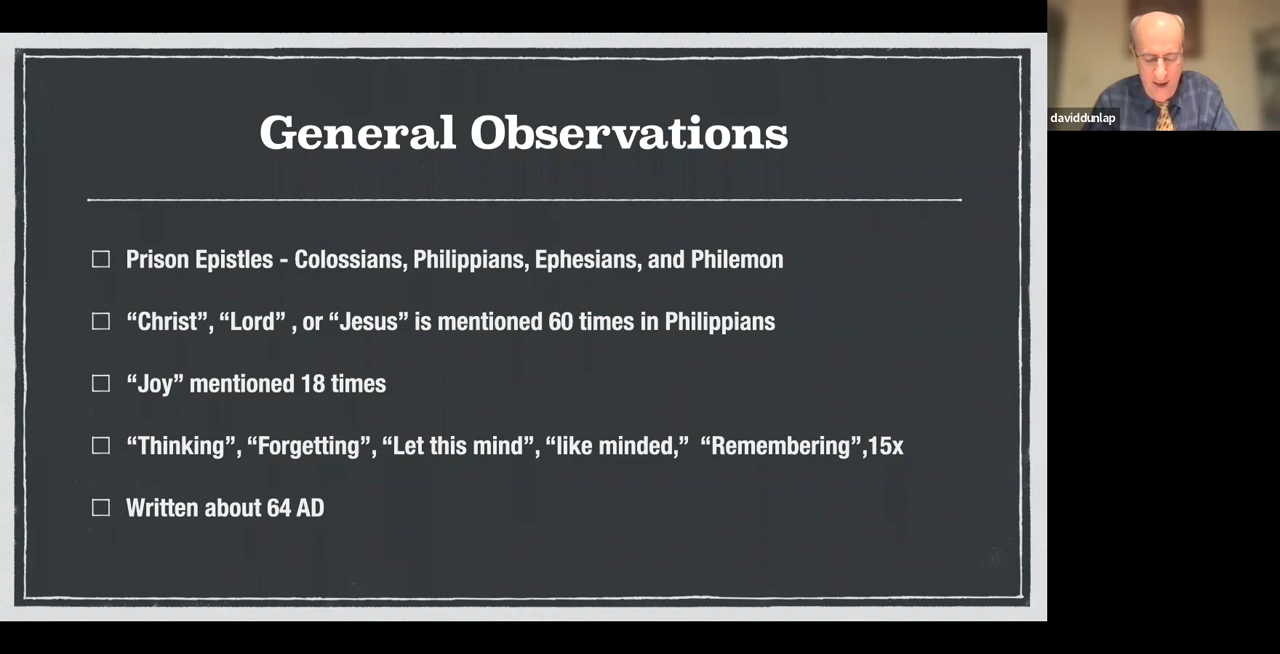 General Observations
Prison Epistles - Colossians, Philippians, Ephesians, and Philemon
“Christ”, “Lord” , or “Jesus” is mentioned 60 times in Philippians
“Joy” mentioned 18 times
“Thinking”, “Forgetting”, “Let this mind”, “like minded,”  “Remembering”,15x
Written about 64 AD
daviddunlap